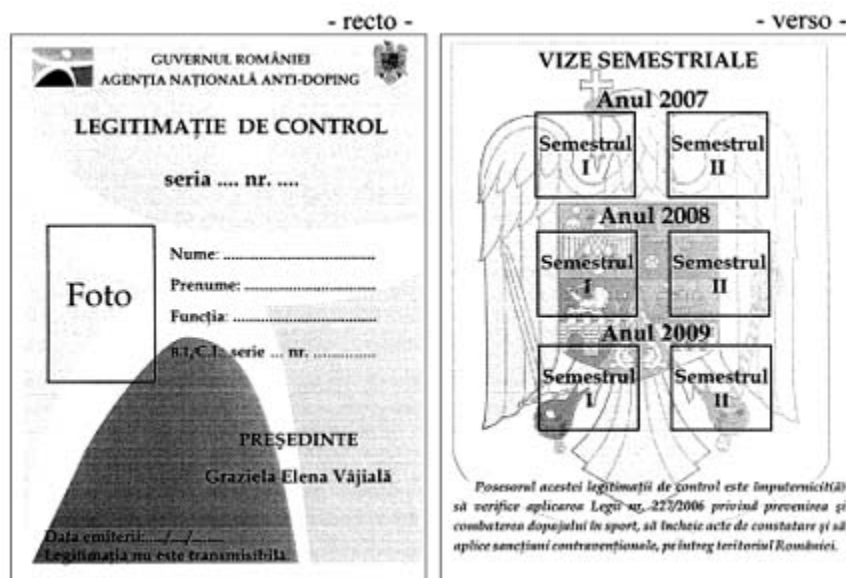 - recto -
GUVERNUL ROMÂNIEI
AGENȚIA NAȚIONALĂ ANTI-DOPING
LEGITIMAȚIE DE CONTROL
seria .... nr. ....
Foto
Nume: ................................
Prenume: ............................
Funcția: ..............................
B.I./C.I.: serie ... nr. .............
PREȘEDINTE
Graziela Elena Vâjială
Data emiterii:...../..../........
Legitimația nu este transmisibilă.
- verso -
VIZE SEMESTRIALE
Anul 2007
Semestrul I
Semestrul II
Anul 2008
Semestrul I
Semestrul II
Anul 2009
Semestrul I
Semestrul II
Posesorul acestei legitimații de control este împuternicit(ă)
să verifice aplicarea Legii nr. 227/2006 privind prevenirea și
combaterea dopajului în sport, să încheie acte de constatare și să
aplice sancțiuni contravenționale, pe întreg teritoriul României.